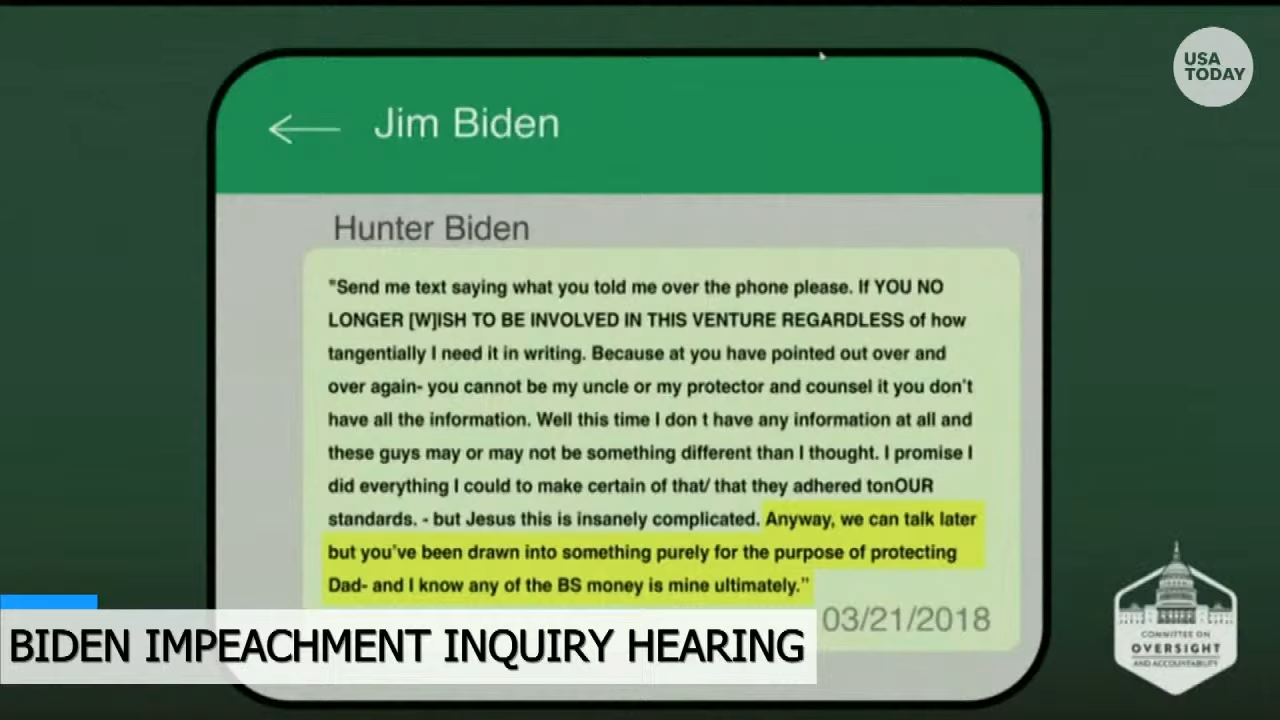 USA
TODAY
Jim Biden
Hunter Biden
"Send me text saying what you told me over the phone please. If YOU NO
LONGER [W]ISH TO BE INVOLVED IN THIS VENTURE REGARDLESS of how
tangentially I need it in writing. Because at you have pointed out over and
over again- you cannot be my uncle or my protector and counsel it you don't
have all the information. Well this time I don t have any information at all and
these guys may or may not be something different than I thought. I promise I
did everything I could to make certain of that/ that they adhered tonOUR
standards. - but Jesus this is insanely complicated. Anyway, we can talk later
but you've been drawn into something purely for the purpose of protecting
Dad- and I know any of the BS money is mine ultimately."
03/21/2018
BIDEN IMPEACHMENT INQUIRY HEARING
COMMITTEE ON
OVERSIGHT
AND ACCOUNTABILITY